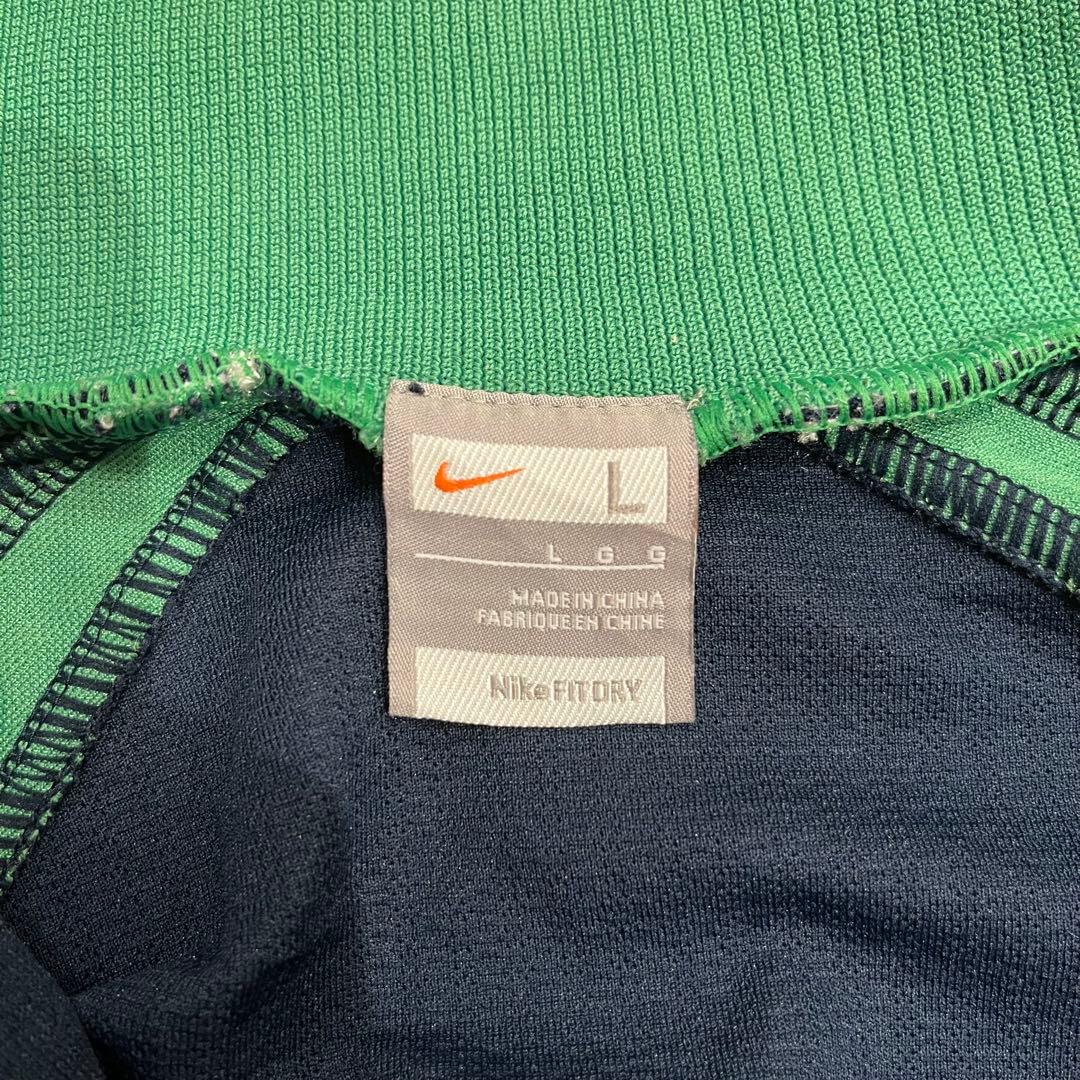 L
L G G
MADE IN CHINA
FABRIQUE EN CHINE
Nike FIT DRY